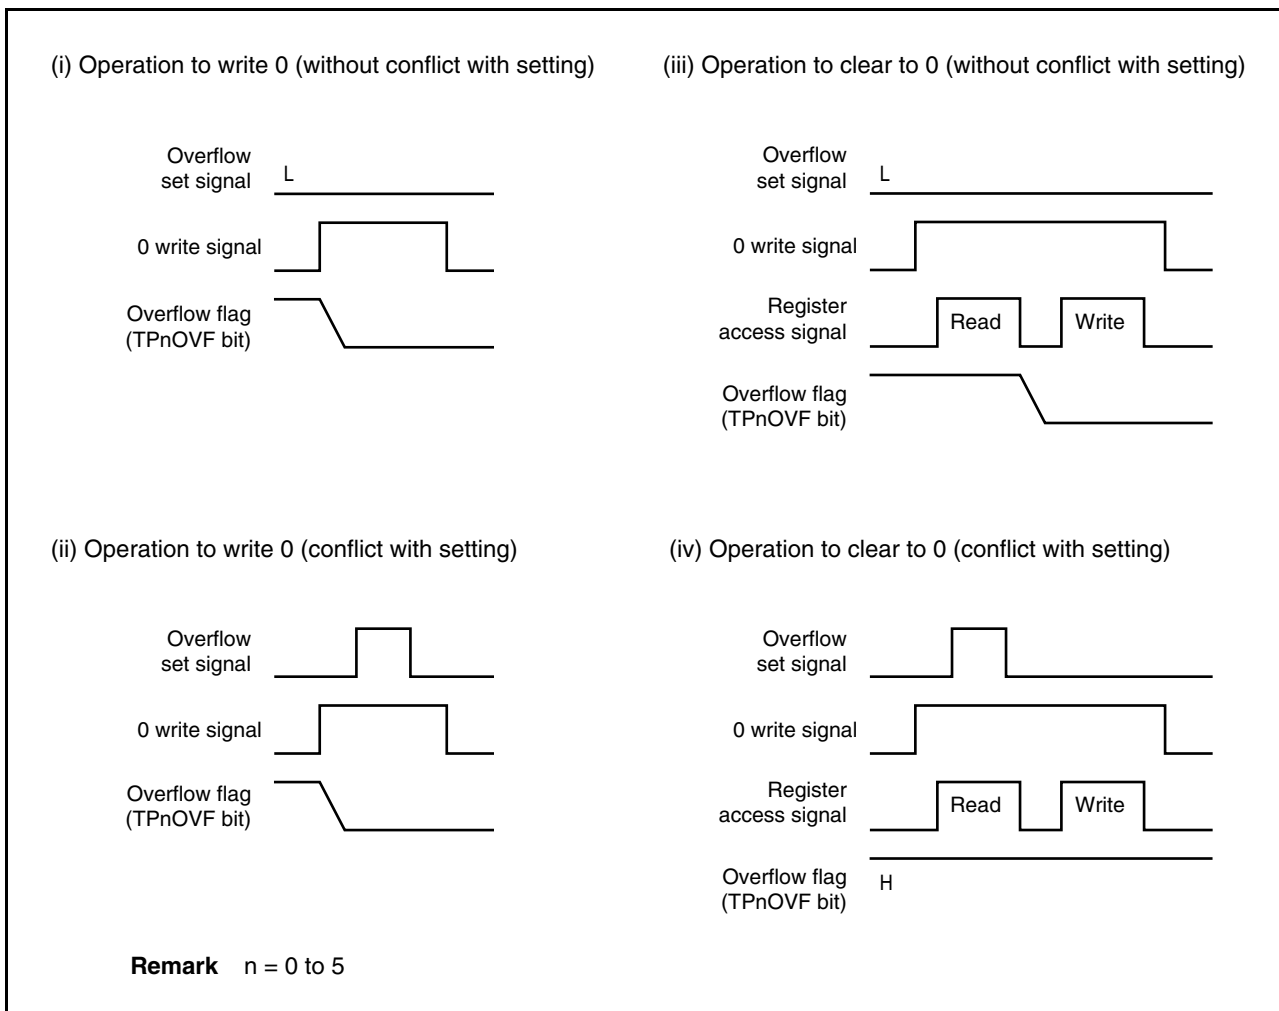 (i) Operation to write 0 (without conflict with setting)
Overflow
set signal
L
0 write signal
Overflow flag
(TPnOVF bit)
(iii) Operation to clear to 0 (without conflict with setting)
Overflow
set signal
L
0 write signal
Register
access signal
Read
Write
Overflow flag
(TPnOVF bit)
(ii) Operation to write 0 (conflict with setting)
Overflow
set signal
0 write signal
Overflow flag
(TPnOVF bit)
(iv) Operation to clear to 0 (conflict with setting)
Overflow
set signal
0 write signal
Register
access signal
Read
Write
Overflow flag
(TPnOVF bit)
H
Remark n = 0 to 5